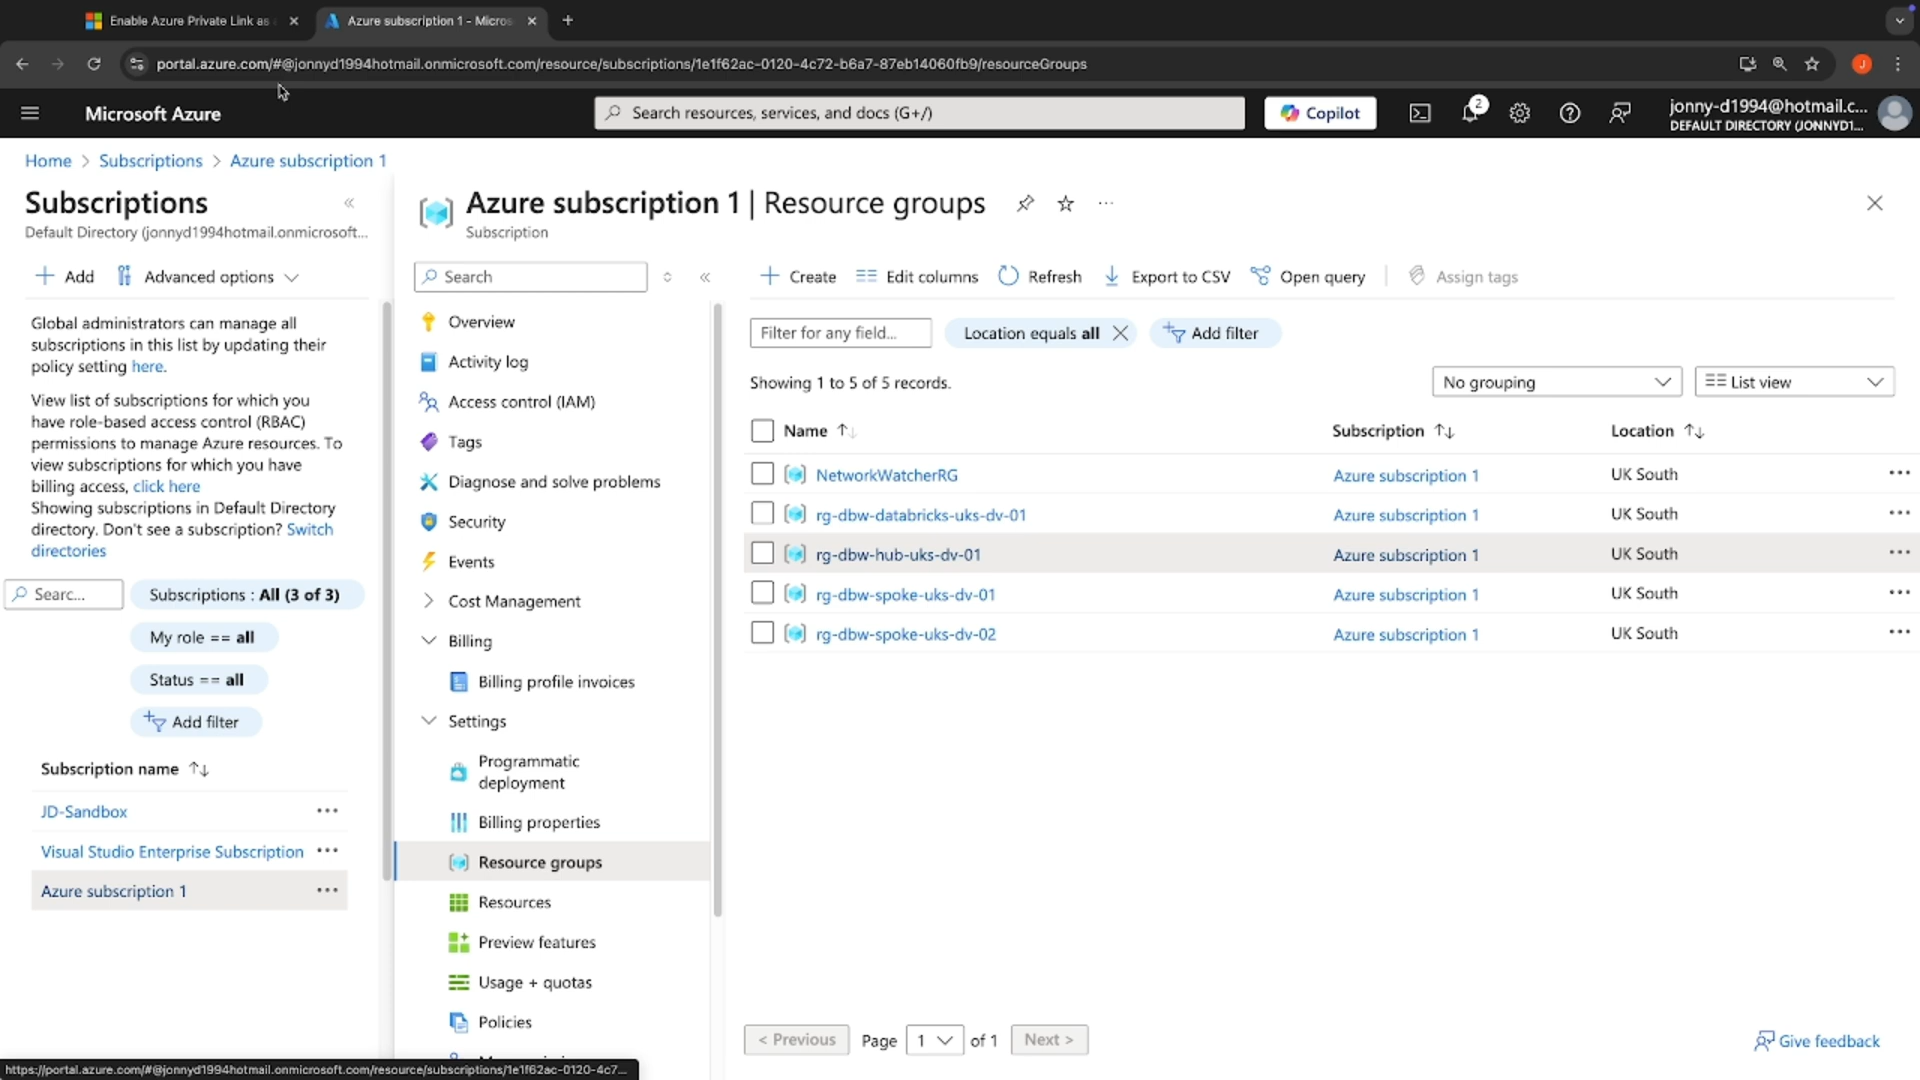 Enable Azure Private Link as
Azure subscription 1 - Micros
portal.azure.com/#@jonnyd1994hotmail.onmicrosoft.com/resource/subscriptions/1e1f62ac-0120-4c72-b6a7-87eb14060fb9/resourceGroups
J
Microsoft Azure
Search resources, services, and docs (G+/)
Copilot
2
jonny-d1994@hotmail.c...
DEFAULT DIRECTORY (JONNYD1...
Home > Subscriptions > Azure subscription 1
Subscriptions
Default Directory (jonnyd1994hotmail.onmicrosoft...
Add
Advanced options
Global administrators can manage all
subscriptions in this list by updating their
policy setting here.
View list of subscriptions for which you
have role-based access control (RBAC)
permissions to manage Azure resources. To
view subscriptions for which you have
billing access, click here
Showing subscriptions in Default Directory
directory. Don't see a subscription? Switch
directories
Searc...
Subscriptions : All (3 of 3)
My role == all
Status == all
Add filter
Subscription name
JD-Sandbox
Visual Studio Enterprise Subscription
Azure subscription 1
https://portal.azure.com/#@jonnyd1994hotmail.onmicrosoft.com/resource/subscriptions/1e1f62ac-0120-4c7...
Azure subscription 1 | Resource groups
Subscription
Search
Overview
Activity log
Access control (IAM)
Tags
Diagnose and solve problems
Security
Events
Cost Management
Billing
Billing profile invoices
Settings
Programmatic
deployment
Billing properties
Resource groups
Resources
Preview features
Usage + quotas
Policies
Create
Edit columns
Refresh
Export to CSV
Open query
Assign tags
Filter for any field...
Location equals all
Add filter
Showing 1 to 5 of 5 records.
No grouping
List view
Name Subscription Location
NetworkWatcherRG Azure subscription 1 UK South
rg-dbw-databricks-uks-dv-01 Azure subscription 1 UK South
rg-dbw-hub-uks-dv-01 Azure subscription 1 UK South
rg-dbw-spoke-uks-dv-01 Azure subscription 1 UK South
rg-dbw-spoke-uks-dv-02 Azure subscription 1 UK South
< Previous Page 1 of 1 Next >
Give feedback